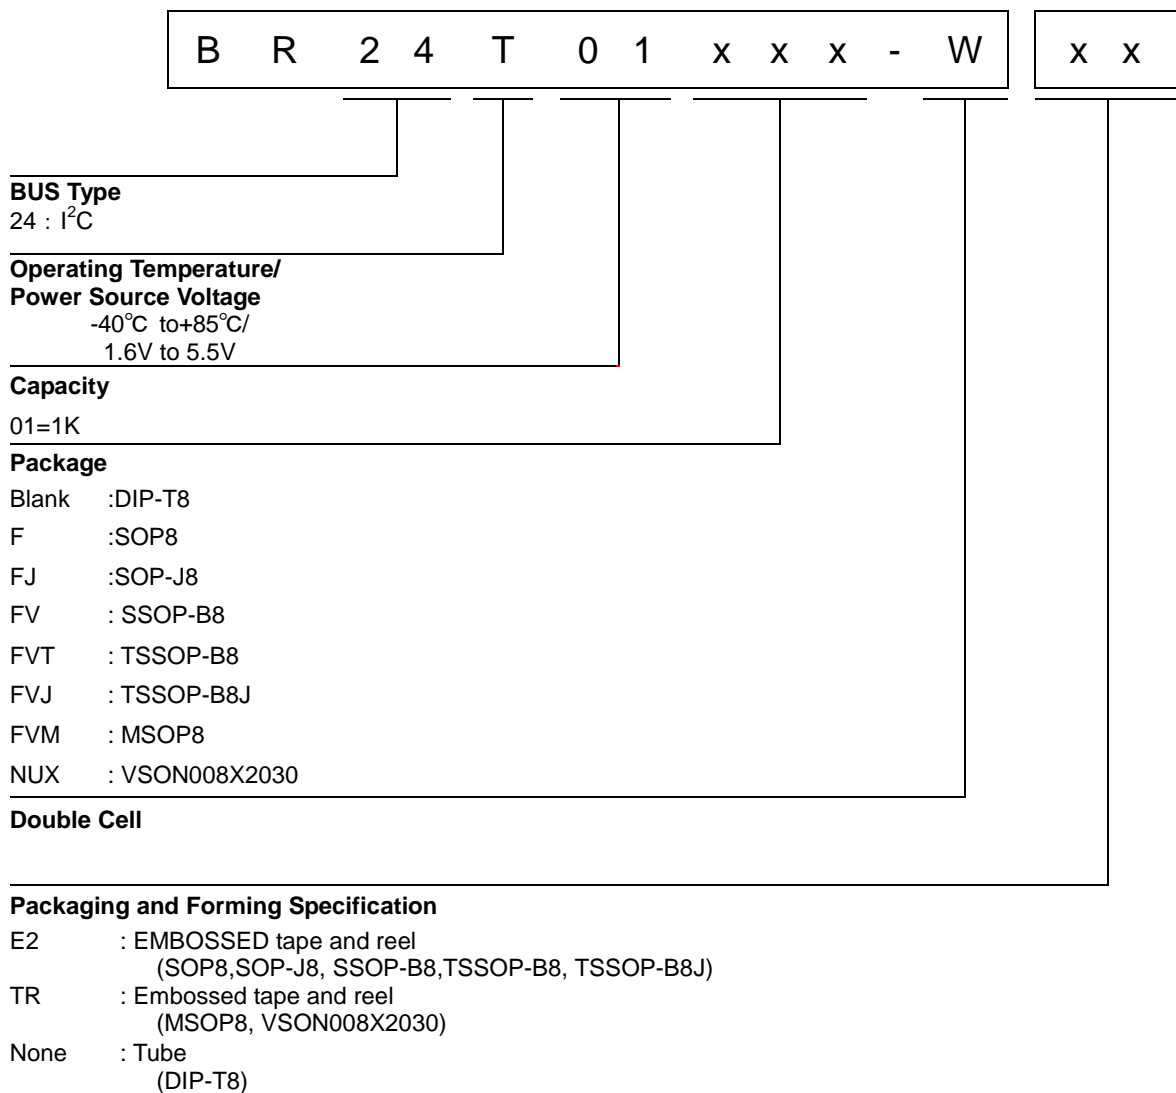 B R 2 4 T 0 1 x x x - W x x
BUS Type
24 : I²C
Operating Temperature/
Power Source Voltage
-40℃ to+85℃/
1.6V to 5.5V
Capacity
01=1K
Package
Blank :DIP-T8
F :SOP8
FJ :SOP-J8
FV : SSOP-B8
FVT : TSSOP-B8
FVJ : TSSOP-B8J
FVM : MSOP8
NUX : VSON008X2030
Double Cell
Packaging and Forming Specification
E2 : EMBOSSED tape and reel
(SOP8,SOP-J8, SSOP-B8,TSSOP-B8, TSSOP-B8J)
TR : Embossed tape and reel
(MSOP8, VSON008X2030)
None : Tube
(DIP-T8)